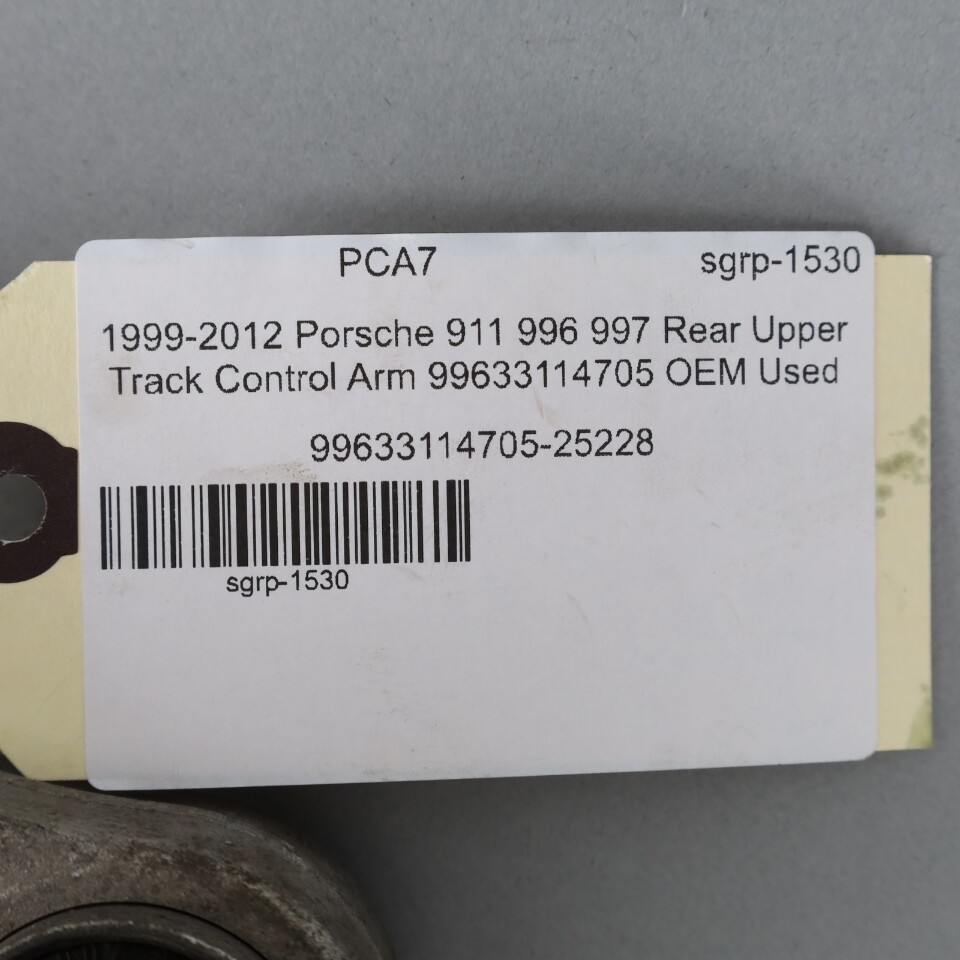 PCA7 sgrp-1530
1999-2012 Porsche 911 996 997 Rear Upper
Track Control Arm 99633114705 OEM Used
99633114705-25228
sgrp-1530